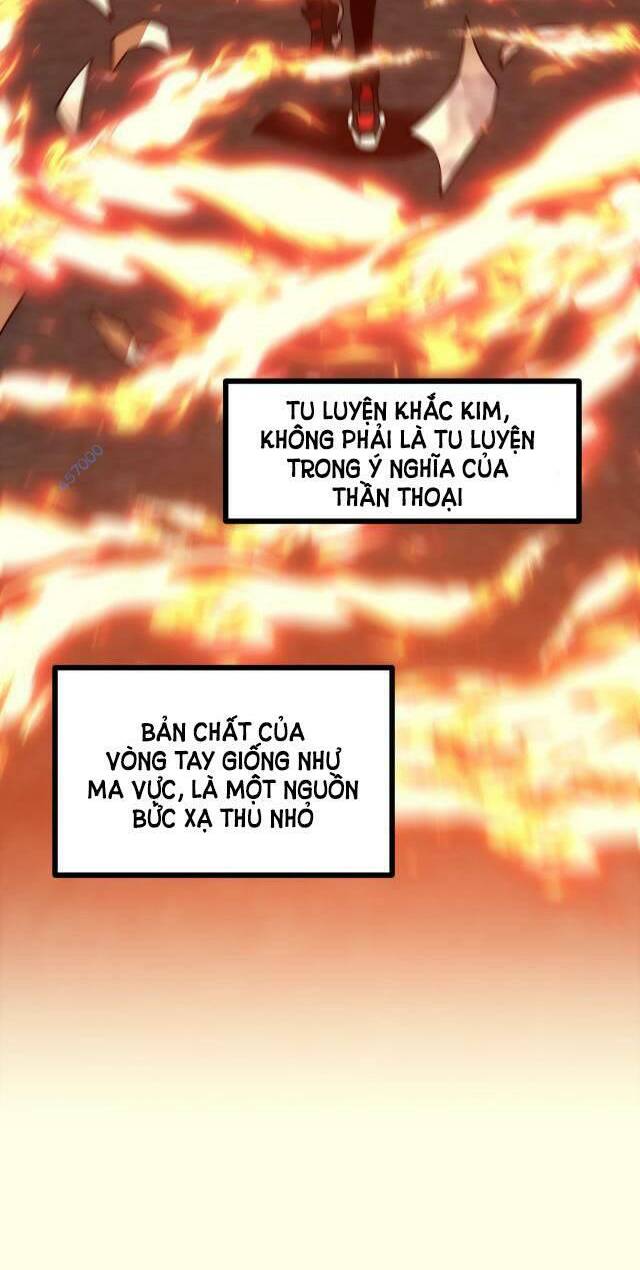 TU LUYỆN KHẮC KIM,
KHÔNG PHẢI LÀ TU LUYỆN
TRONG Ý NGHĨA CỦA
THẦN THOẠI
457000
BẢN CHẤT CỦA
VÒNG TAY GIỐNG NHƯ
MA VỰC, LÀ MỘT NGUỒN
BỨC XẠ THU NHỎ